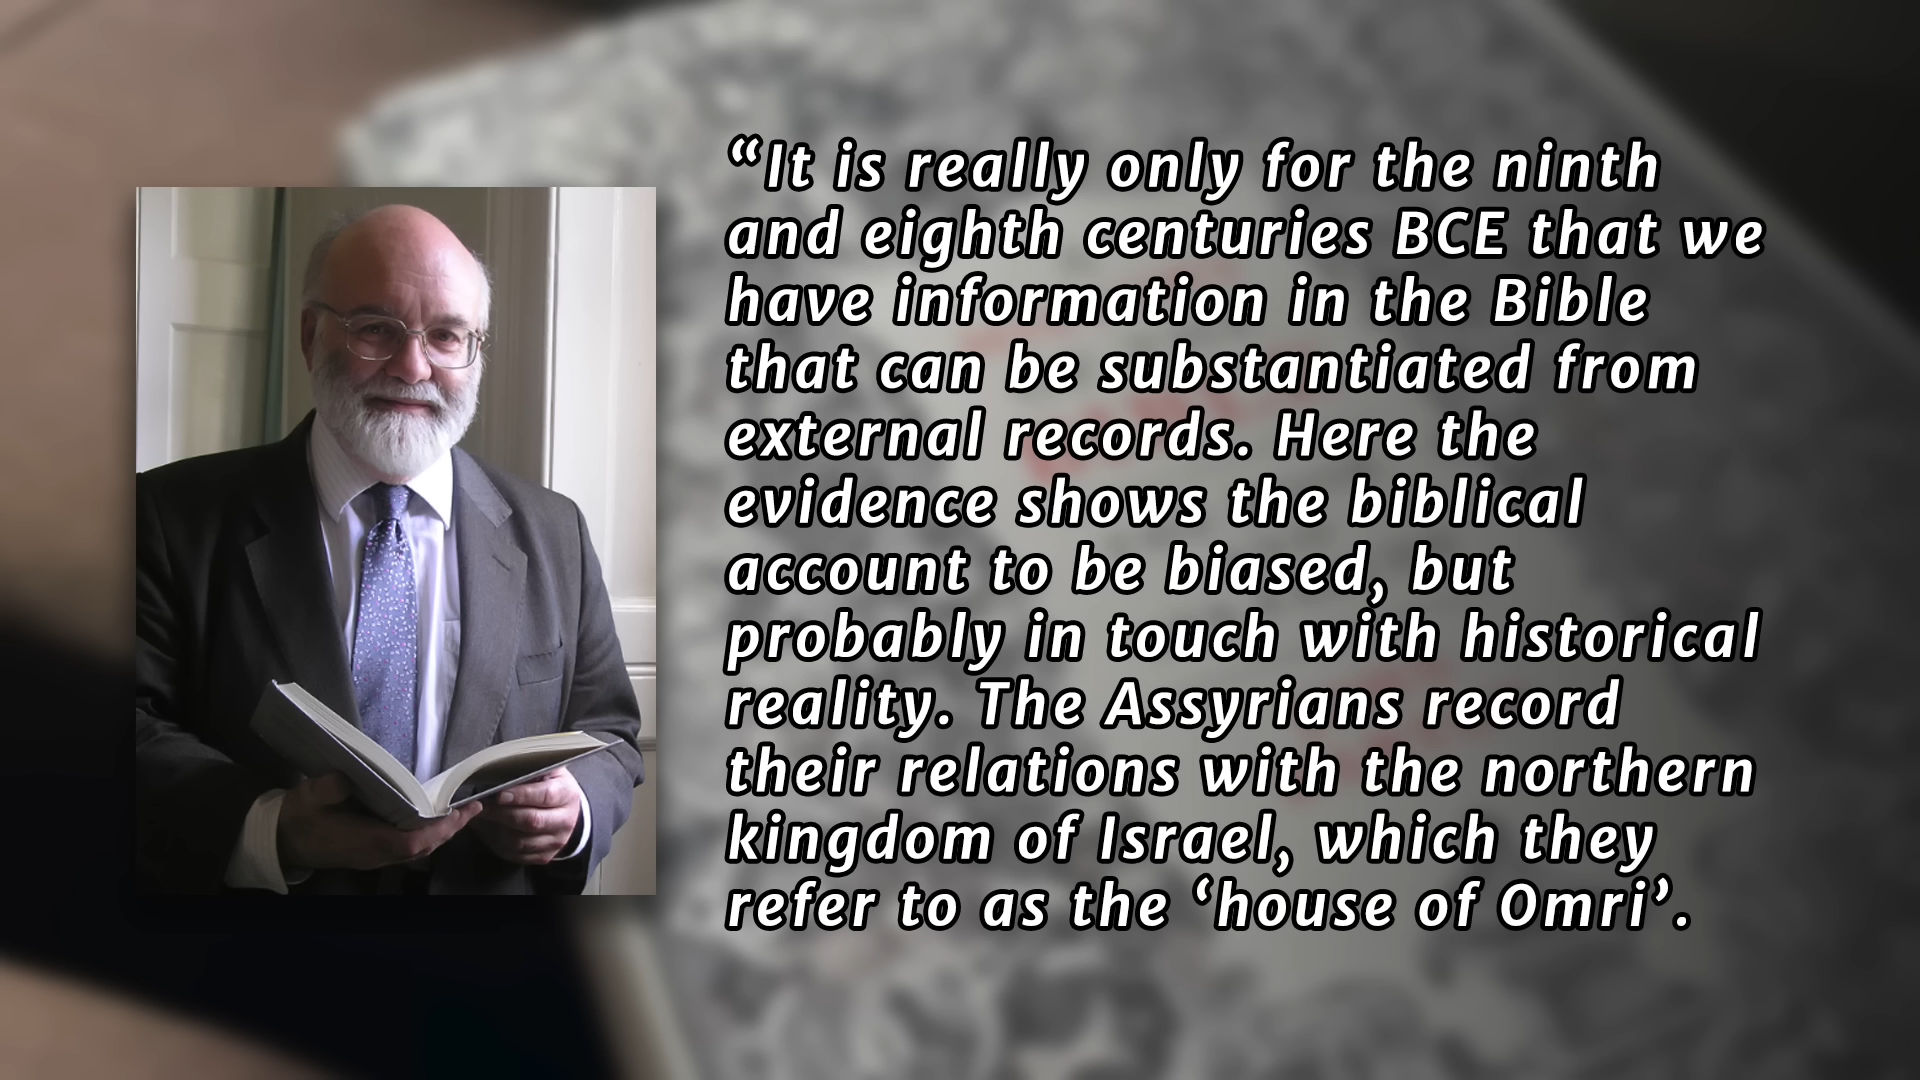 “It is really only for the ninth
and eighth centuries BCE that we
have information in the Bible
that can be substantiated from
external records. Here the
evidence shows the biblical
account to be biased, but
probably in touch with historical
reality. The Assyrians record
their relations with the northern
kingdom of Israel, which they
refer to as the ‘house of Omri’.